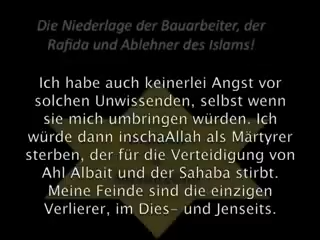 Die Niederlage der Bauarbeiter, der
Rafida und Ablehner des Islams!
Ich habe auch keinerlei Angst vor
solchen Unwissenden, selbst wenn
sie mich umbringen würden. Ich
würde dann inschaAllah als Märtyrer
sterben, der für die Verteidigung von
Ahl Albait und der Sahaba stirbt.
Meine Feinde sind die einzigen
Verlierer, im Dies- und Jenseits.